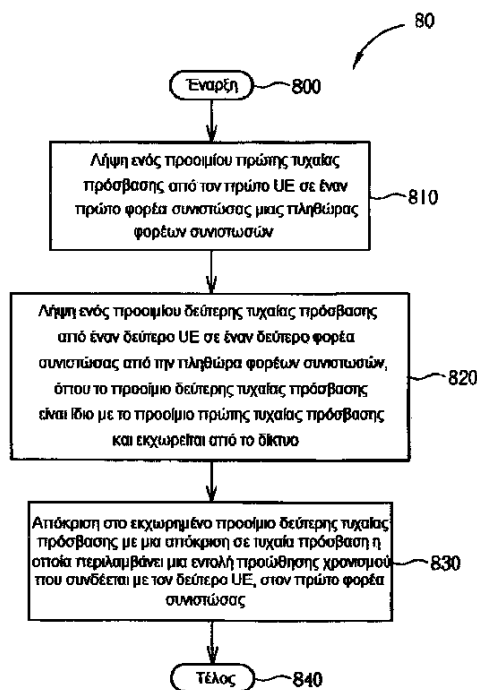 80
Έναρξη
800
Λήψη ενός προοιμίου πρώτης τυχαίας
πρόσβασης από τον πρώτο UE σε έναν
πρώτο φορέα συνιστώσας μιας πληθώρας
φορέων συνιστωσών
810
Λήψη ενός προοιμίου δεύτερης τυχαίας πρόσβασης
από έναν δεύτερο UE σε έναν δεύτερο φορέα
συνιστώσας από την πληθώρα φορέων συνιστωσών,
όπου το προοίμιο δεύτερης τυχαίας πρόσβασης
είναι ίδιο με το προοίμιο πρώτης τυχαίας πρόσβασης
και εκχωρείται από το δίκτυο
820
Απόκριση στο εκχωρημένο προοίμιο δεύτερης τυχαίας
πρόσβασης με μια απόκριση σε τυχαία πρόσβαση η
οποία περιλαμβάνει μια εντολή προώθησης χρονισμού
που συνδέεται με τον δεύτερο UE, στον πρώτο φορέα
συνιστώσας
830
Τέλος
840